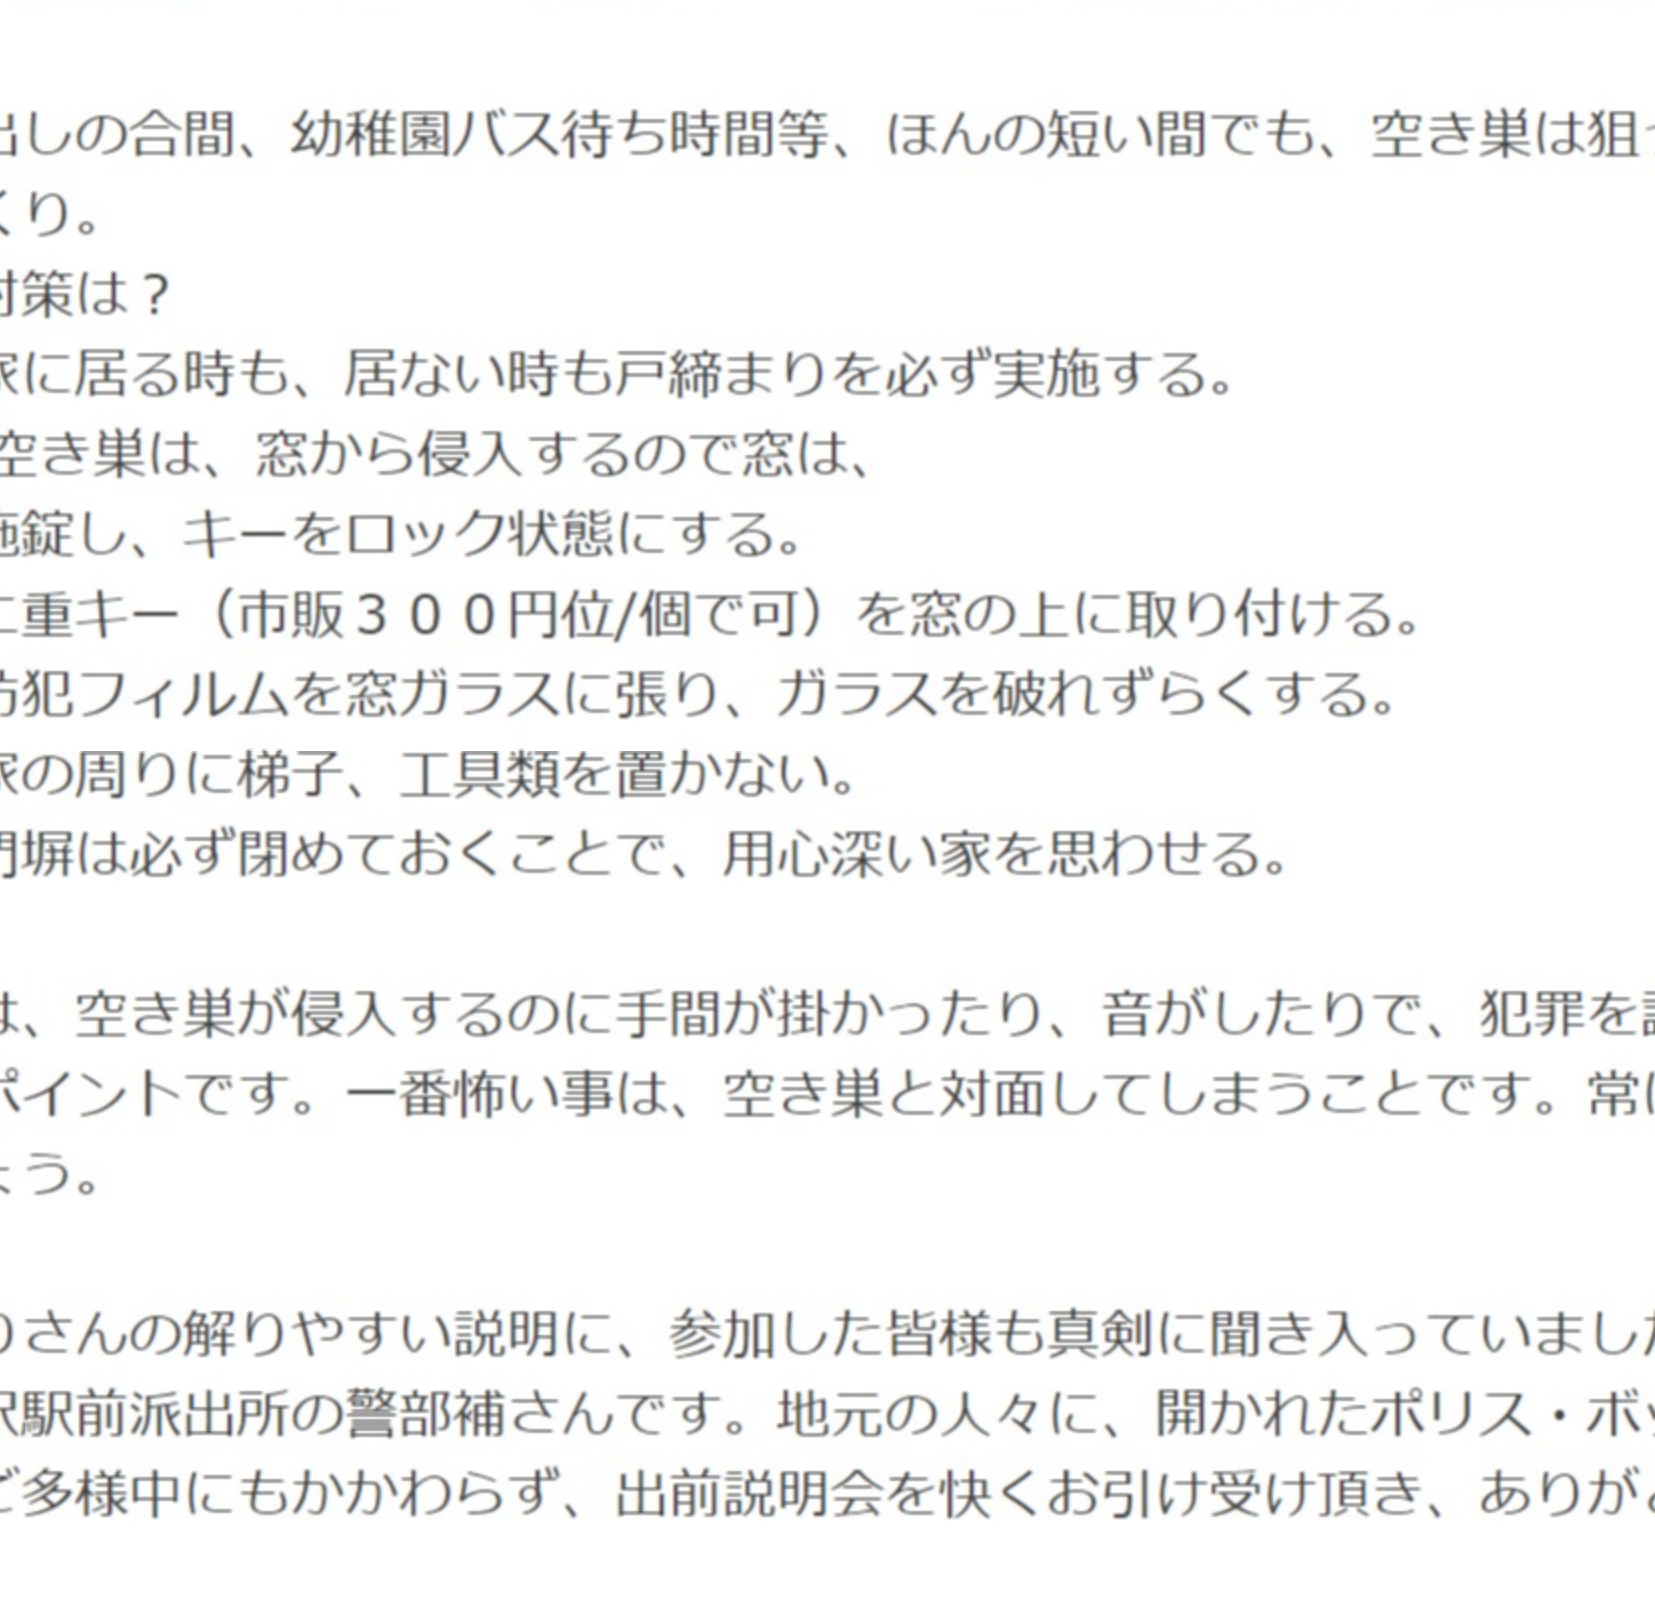 出しの合間、幼稚園バス待ち時間等、ほんの短い間でも、空き巣は狙っ
くり。
対策は？
家に居る時も、居ない時も戸締まりを必ず実施する。
空き巣は、窓から侵入するので窓は、
施錠し、キーをロック状態にする。
二重キー（市販３００円位/個で可）を窓の上に取り付ける。
防犯フィルムを窓ガラスに張り、ガラスを破れずらくする。
家の周りに梯子、工具類を置かない。
門塀は必ず閉めておくことで、用心深い家を思わせる。
は、空き巣が侵入するのに手間が掛かったり、音がしたりで、犯罪を
ポイントです。一番怖い事は、空き巣と対面してしまうことです。常に
ょう。
りさんの解りやすい説明に、参加した皆様も真剣に聞き入っていました
沢駅前派出所の警部補さんです。地元の人々に、開かれたポリス・ボッ
ご多様中にもかかわらず、出前説明会を快くお引け受け頂き、ありがと